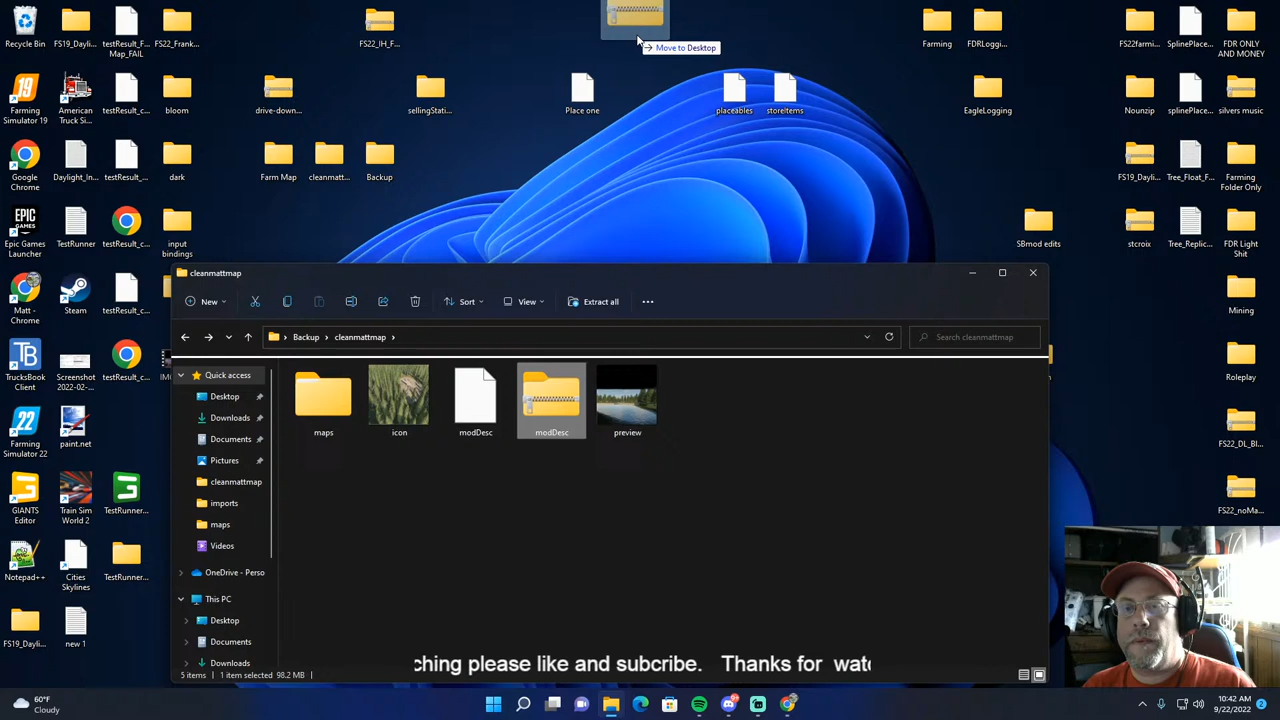 Recycle Bin
FS19_Dayli...
testResult_F...
Map_FAIL
FS22_Frank...
FS22_IH_F...
Move to Desktop
Farming
FDRLoggi...
FS22farmi...
SplinePlace...
FDR ONLY
AND MONEY
Farming
Simulator 19
American
Truck Si...
testResult_c...
bloom
drive-down...
sellingStati...
Place one
placeables
storeItems
EagleLogging
Nounzip
splinePlace...
silvers music
Google
Chrome
Daylight_In...
testResult_...
dark
Farm Map
cleanmatt...
Backup
FS19_Dayli...
Tree_Float_F...
Farming
Folder Only
Epic Games
Launcher
TestRunner
testResult_c...
input
bindings
SBmod edits
stcroix
Tree_Replic...
FDR Light
Shit
Matt -
Chrome
Steam
testResult_c...
Mining
TrucksBook
Client
Screenshot
2022-02-...
testResult_c...
Roleplay
Farming
Simulator 22
paint.net
FS22_DL_BI...
GIANTS
Editor
Train Sim
World 2
TestRunner...
FS22_noMa...
Notepad++
Cities
Skylines
TestRunner...
FS19_Dayli...
new 1
cleanmattmap
New
Sort
View
Extract all
Backup
cleanmattmap
Search cleanmattmap
Quick access
Desktop
Downloads
Documents
Pictures
cleanmattmap
imports
maps
Videos
OneDrive - Perso
This PC
Desktop
Documents
Downloads
maps
icon
modDesc
modDesc
preview
5 items
1 item selected 98.2 MB
ching please like and subcribe. Thanks for watc
60°F
Cloudy
10:42 AM
9/22/2022
2